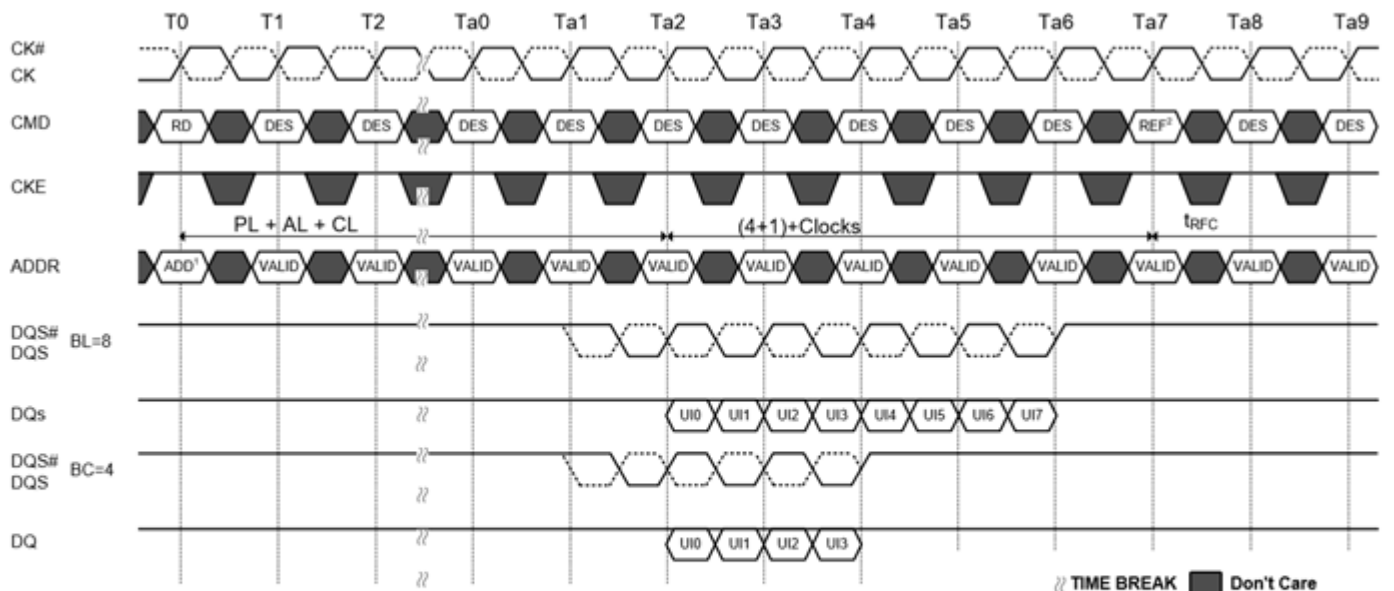 T0 T1 T2 Ta0 Ta1 Ta2 Ta3 Ta4 Ta5 Ta6 Ta7 Ta8 Ta9
CK#
CK
CMD RD DES DES DES DES DES DES DES DES DES REF² DES DES
CKE
PL + AL + CL (4+1)+Clocks tRFC
ADDR ADD¹ VALID VALID VALID VALID VALID VALID VALID VALID VALID VALID VALID VALID
DQS# BL=8
DQS
DQs UI0 UI1 UI2 UI3 UI4 UI5 UI6 UI7
DQS# BC=4
DQS
DQ UI0 UI1 UI2 UI3
TIME BREAK Don't Care